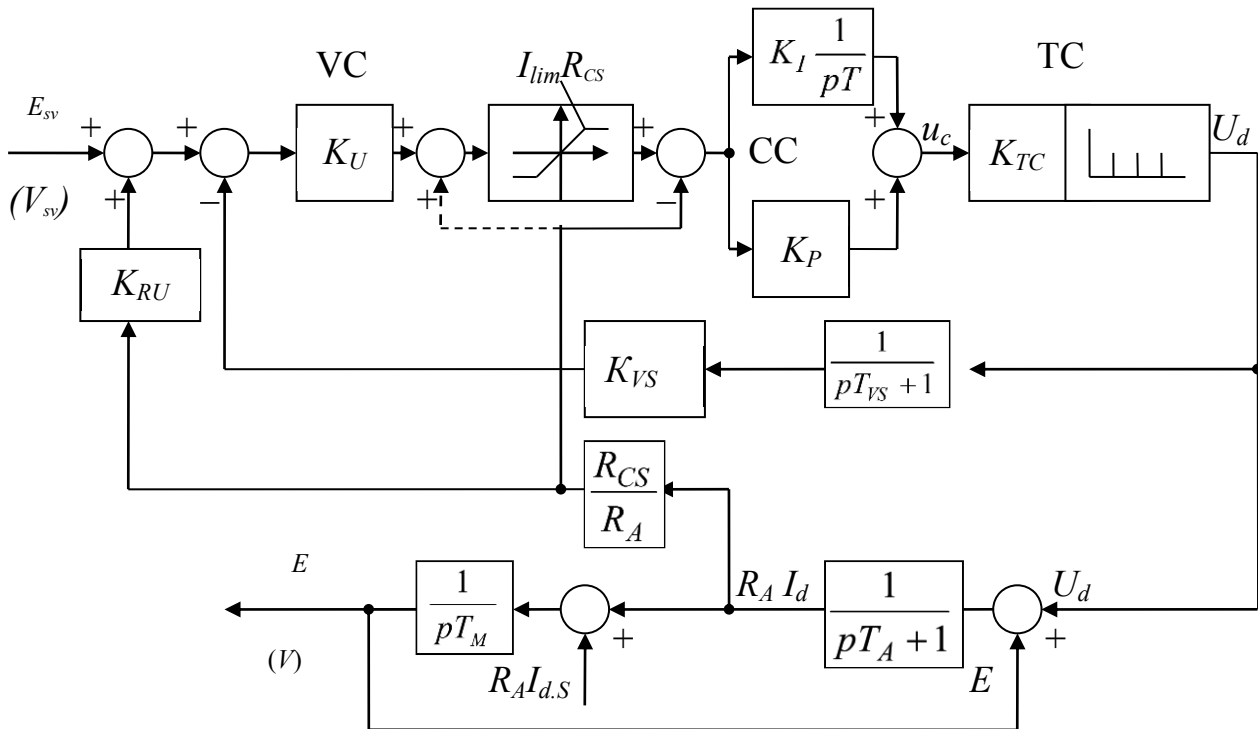 VC
I_lim R_CS
K_I 1/pT
TC
E_sv
+
+
+
+
+
K_U
K_P
CC
u_c
K_TC
U_d
(V_sv)
+
−
+
−
+
K_RU
К_VS
1/(pT_VS + 1)
R_CS/R_A
E
1/(pT_M)
R_A I_d
1/(pT_A + 1)
U_d
+
+
(V)
R_A I_d.S
E